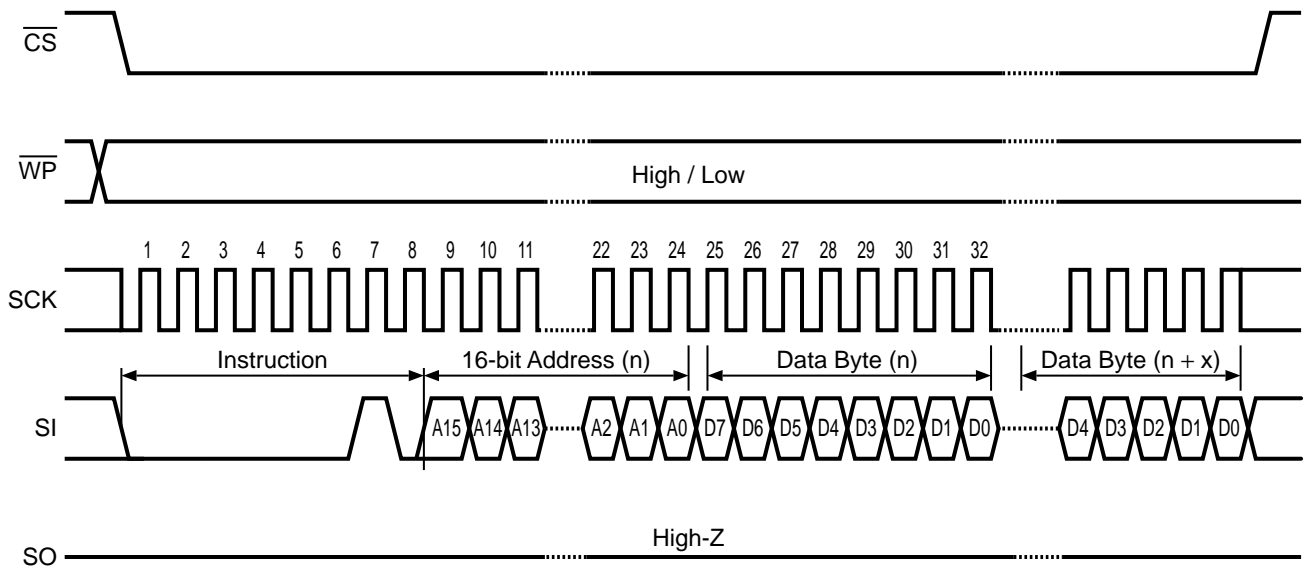 CS
WP
High / Low
1 2 3 4 5 6 7 8 9 10 11 22 23 24 25 26 27 28 29 30 31 32
SCK
Instruction 16-bit Address (n) Data Byte (n) Data Byte (n + x)
SI A15 A14 A13 A2 A1 A0 D7 D6 D5 D4 D3 D2 D1 D0 D4 D3 D2 D1 D0
High-Z
SO